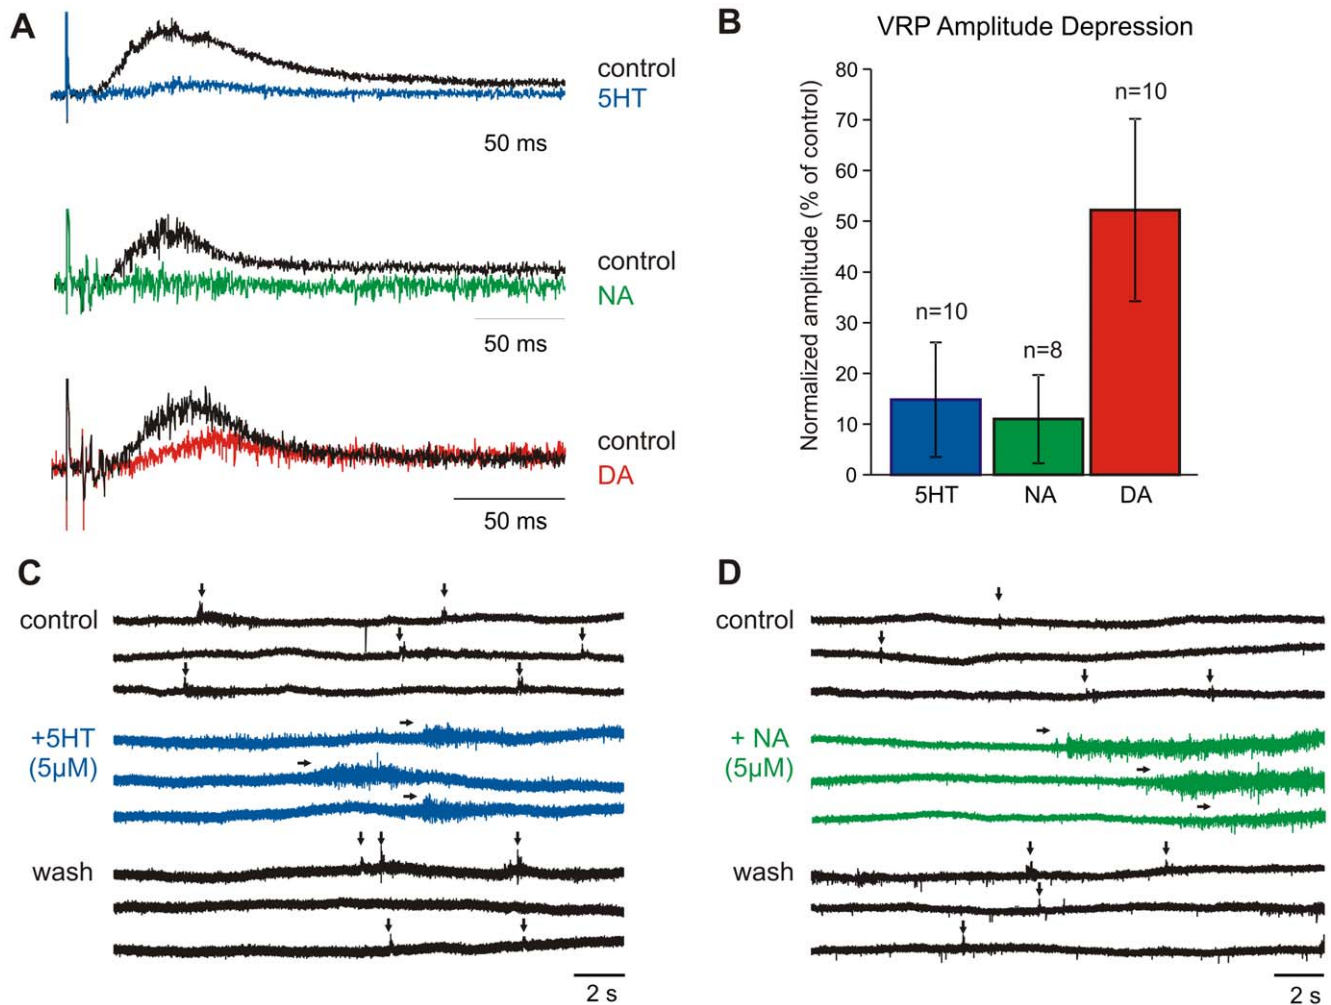 A
control
5HT
50 ms
control
NA
50 ms
control
DA
50 ms
B
VRP Amplitude Depression
Normalized amplitude (% of control)
80
70
60
50
40
30
20
10
0
n=10
n=8
n=10
5HT NA DA
C
control
+5HT
(5µM)
wash
2 s
D
control
+ NA
(5µM)
wash
2 s